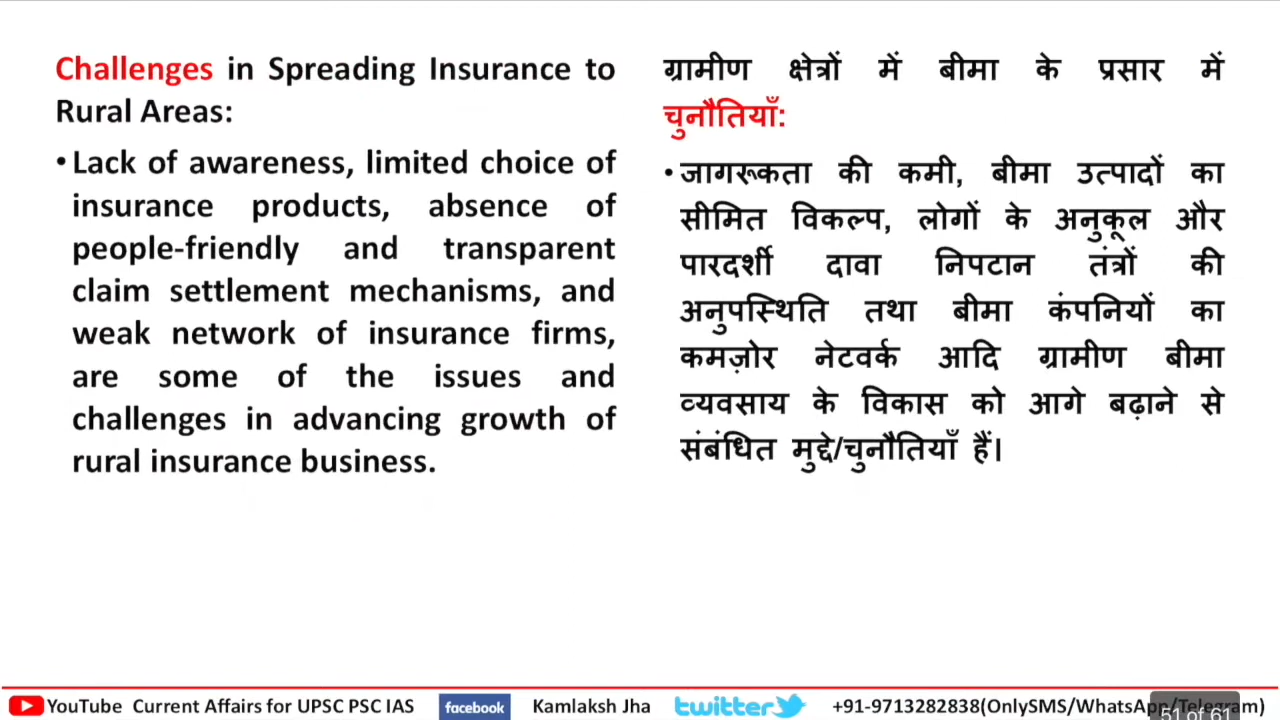 Challenges in Spreading Insurance to
Rural Areas:
• Lack of awareness, limited choice of
insurance products, absence of
people-friendly and transparent
claim settlement mechanisms, and
weak network of insurance firms,
are some of the issues and
challenges in advancing growth of
rural insurance business.
ग्रामीण क्षेत्रों में बीमा के प्रसार में
चुनौतियाँ:
• जागरूकता की कमी, बीमा उत्पादों का
सीमित विकल्प, लोगों के अनुकूल और
पारदर्शी दावा निपटान तंत्रों की
अनुपस्थिति तथा बीमा कंपनियों का
कमज़ोर नेटवर्क आदि ग्रामीण बीमा
व्यवसाय के विकास को आगे बढ़ाने से
संबंधित मुद्दे/चुनौतियाँ हैं।
YouTube Current Affairs for UPSC PSC IAS facebook Kamlaksh Jha twitter +91-9713282838(OnlySMS/WhatsApp/Telegram)
51 of 61